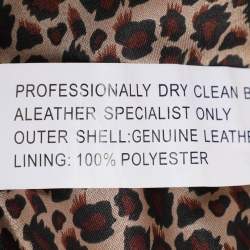 PROFESSIONALLY DRY CLEAN B
ALEATHER SPECIALIST ONLY
OUTER SHELL:GENUINE LEATHE
LINING: 100% POLYESTER